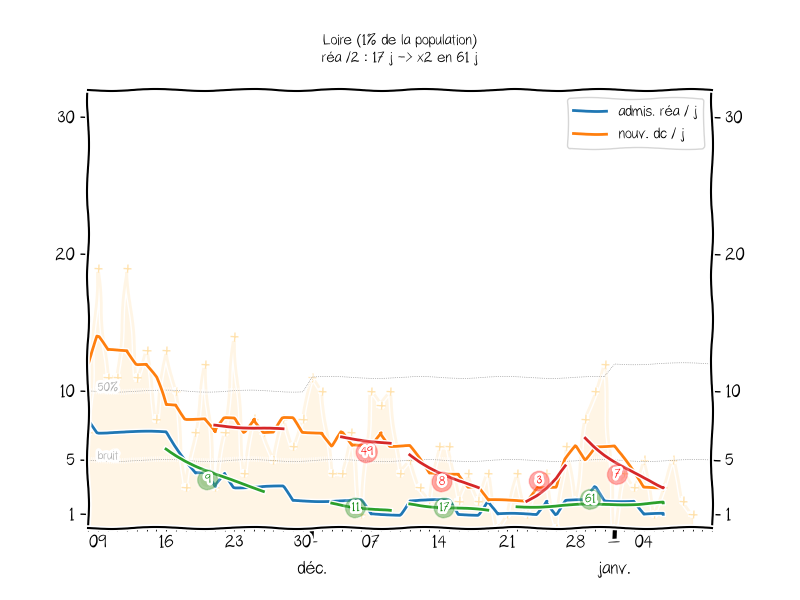 Loire (1% de la population)
réa /2 : 17 j -> x2 en 61 j
admis. réa / j
nouv. dc / j
30 30
20 20
10 10
50%
5 5
bruit
1 1
9
11
49
8
17
3
61
7
09 16 23 30 07 14 21 28 04
déc. janv.